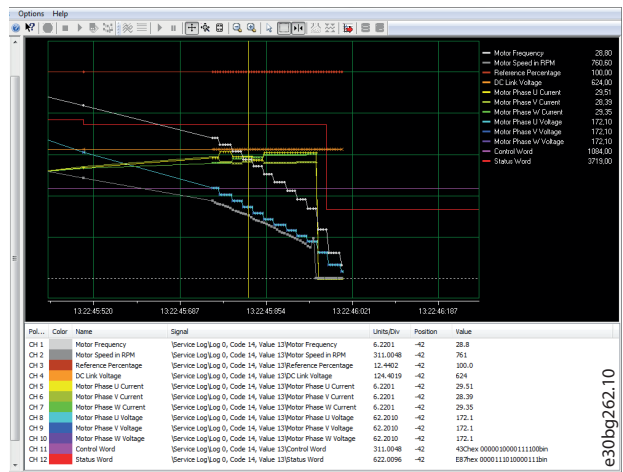 Options Help
Motor Frequency 28,80
Motor Speed in RPM 760,60
Reference Percentage 100,00
DC Link Voltage 624,00
Motor Phase U Current 29,51
Motor Phase V Current 28,39
Motor Phase W Current 29,35
Motor Phase U Voltage 172,10
Motor Phase V Voltage 172,10
Motor Phase W Voltage 172,10
Control Word 1084,00
Status Word 3719,00
13:22:45:520 13:22:45:687 13:22:45:854 13:22:46:021 13:22:46:187
Pol... Color Name Signal Units/Div Position Value
CH 1 Motor Frequency \Service Log\Log 0, Code 14, Value 13\Motor Frequency 6.2201 -42 28.8
CH 2 Motor Speed in RPM \Service Log\Log 0, Code 14, Value 13\Motor Speed in RPM 311.0048 -42 761
CH 3 Reference Percentage \Service Log\Log 0, Code 14, Value 13\Reference Percentage 12.4402 -42 100.0
CH 4 DC Link Voltage \Service Log\Log 0, Code 14, Value 13\DC Link Voltage 124.4019 -42 624
CH 5 Motor Phase U Current \Service Log\Log 0, Code 14, Value 13\Motor Phase U Current 6.2201 -42 29.51
CH 6 Motor Phase V Current \Service Log\Log 0, Code 14, Value 13\Motor Phase V Current 6.2201 -42 28.39
CH 7 Motor Phase W Current \Service Log\Log 0, Code 14, Value 13\Motor Phase W Current 6.2201 -42 29.35
CH 8 Motor Phase U Voltage \Service Log\Log 0, Code 14, Value 13\Motor Phase U Voltage 62.2010 -42 172.1
CH 9 Motor Phase V Voltage \Service Log\Log 0, Code 14, Value 13\Motor Phase V Voltage 62.2010 -42 172.1
CH 10 Motor Phase W Voltage \Service Log\Log 0, Code 14, Value 13\Motor Phase W Voltage 62.2010 -42 172.1
CH 11 Control Word \Service Log\Log 0, Code 14, Value 13\Control Word 311.0048 -42 43Chex 0000010000111100bin
CH 12 Status Word \Service Log\Log 0, Code 14, Value 13\Status Word 622.0096 -42 E87hex 0000111010000111bin
e30bg262.10